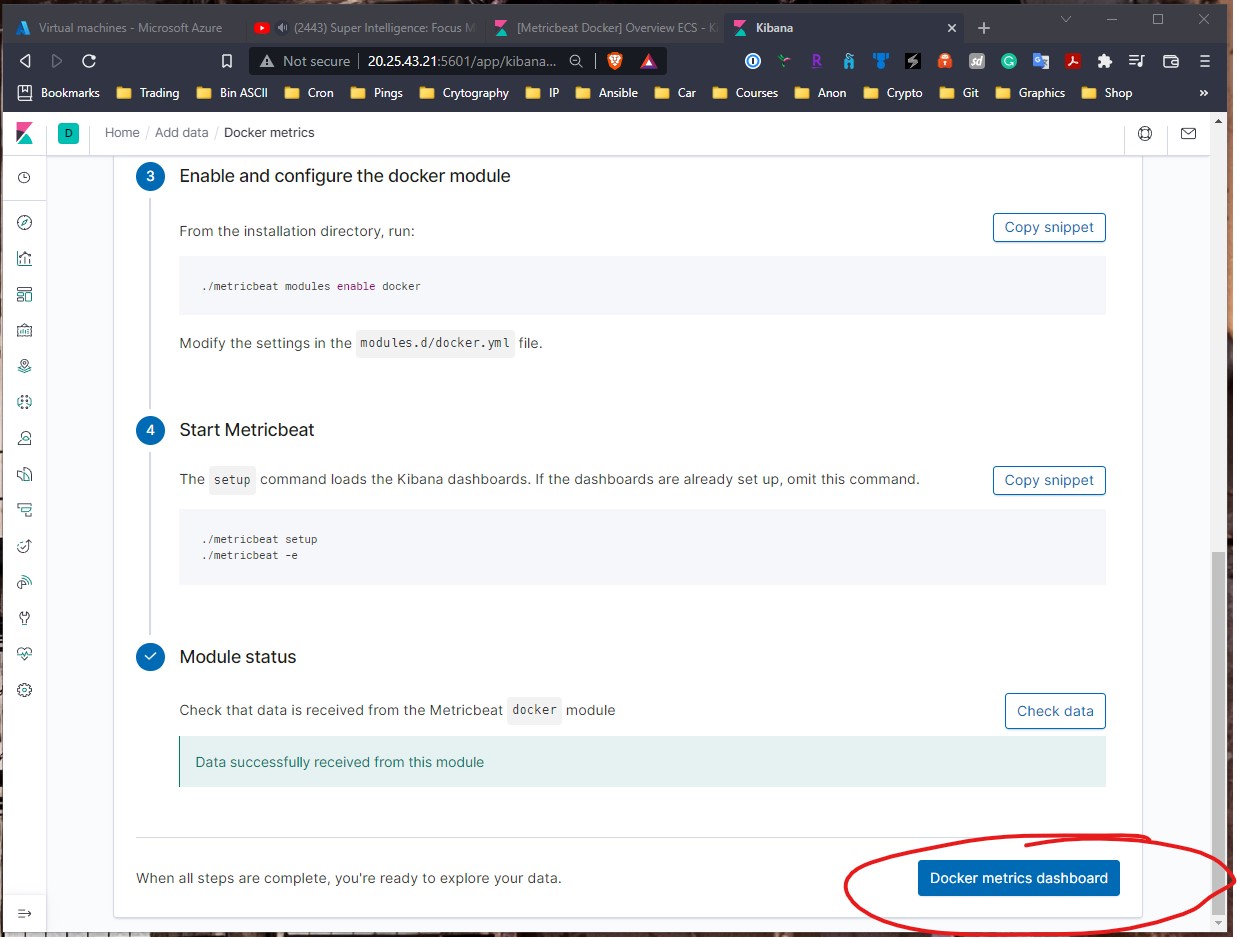 Virtual machines - Microsoft Azure
(2443) Super Intelligence: Focus M
[Metricbeat Docker] Overview ECS - K
Kibana
Not secure
20.25.43.21:5601/app/kibana...
Bookmarks
Trading
Bin ASCII
Cron
Pings
Crytography
IP
Ansible
Car
Courses
Anon
Crypto
Git
Graphics
Shop
»
D
Home / Add data / Docker metrics
3 Enable and configure the docker module
From the installation directory, run:
Copy snippet
./metricbeat modules enable docker
Modify the settings in the modules.d/docker.yml file.
4 Start Metricbeat
The setup command loads the Kibana dashboards. If the dashboards are already set up, omit this command.
Copy snippet
./metricbeat setup
./metricbeat -e
Module status
Check that data is received from the Metricbeat docker module
Check data
Data successfully received from this module
When all steps are complete, you're ready to explore your data.
Docker metrics dashboard